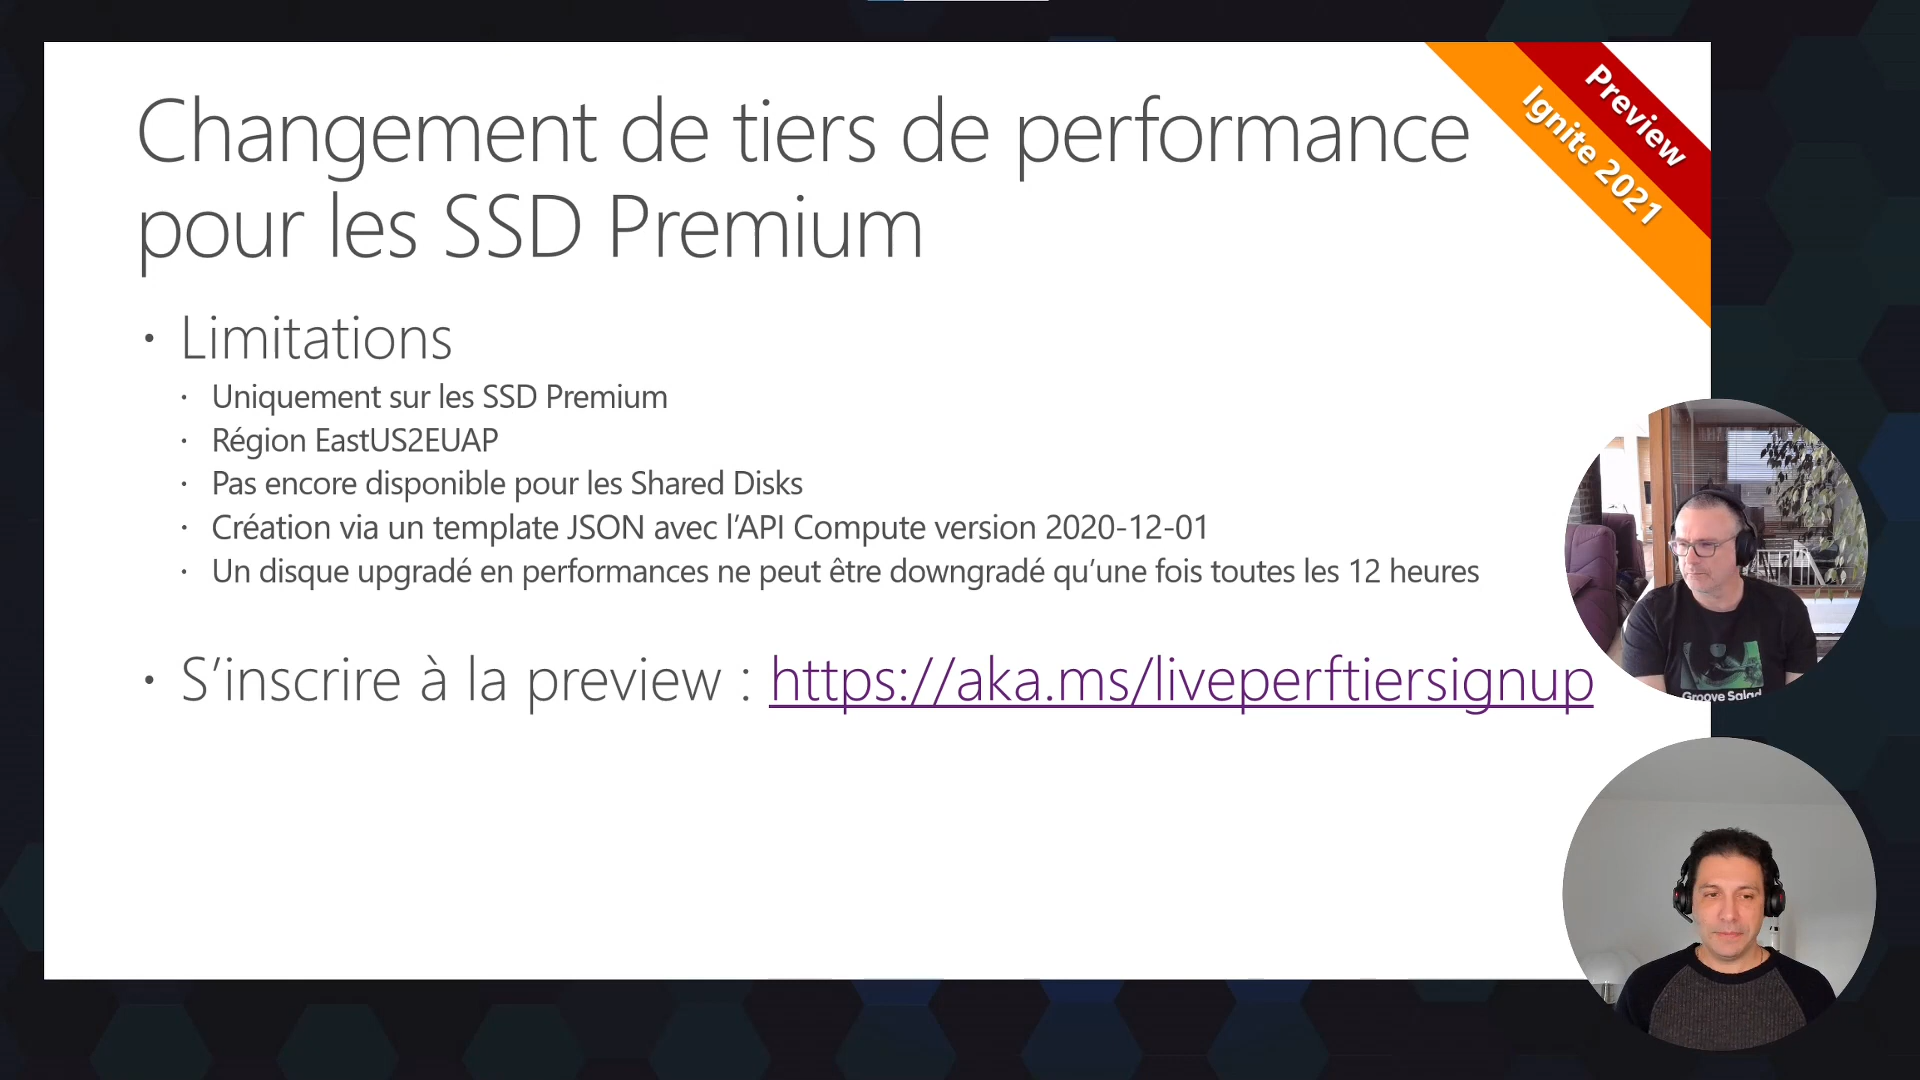 Changement de tiers de performance
pour les SSD Premium
Preview
Ignite 2021
• Limitations
• Uniquement sur les SSD Premium
• Région EastUS2EUAP
• Pas encore disponible pour les Shared Disks
• Création via un template JSON avec l’API Compute version 2020-12-01
• Un disque upgradé en performances ne peut être downgradé qu’une fois toutes les 12 heures
• S’inscrire à la preview : https://aka.ms/liveperftiersignup
Groove Salad